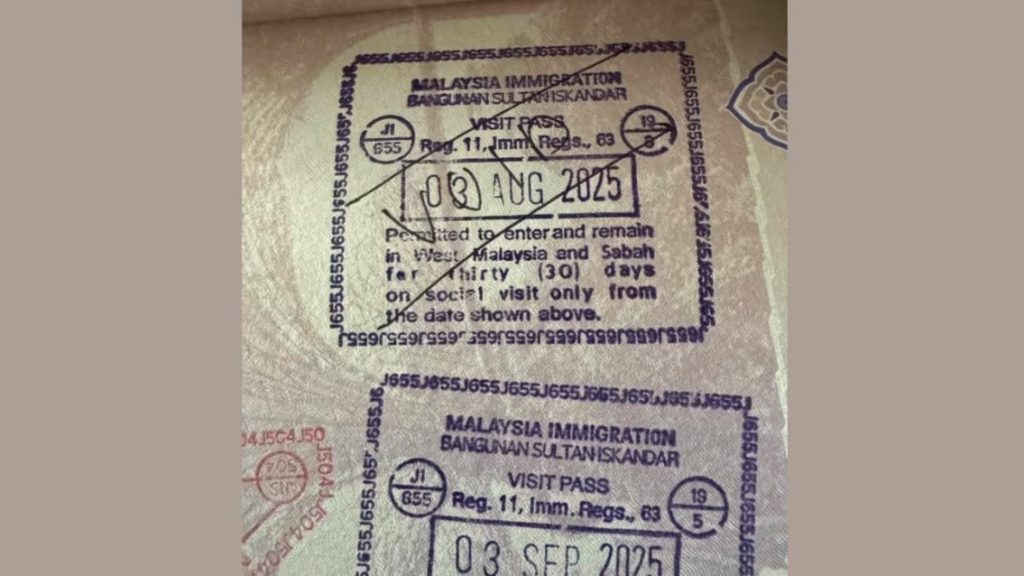 J655J655J655J655J655J655J655J655J655J655
MALAYSIA IMMIGRATION
BANGUNAN SULTAN ISKANDAR
VISIT PASS
J1
655
Reg. 11, Imm. Regs., 63
19
03 AUG 2025
Permitted to enter and remain
in West Malaysia and Sabah
for thirty (30) days
on social visit only from
the date shown above.
J655J655J655J655J655J655J655J655J655J655
MALAYSIA IMMIGRATION
BANGUNAN SULTAN ISKANDAR
VISIT PASS
J1
655
Reg. 11, Imm. Regs., 63
19
5
03 SEP 2025
J504J504J50